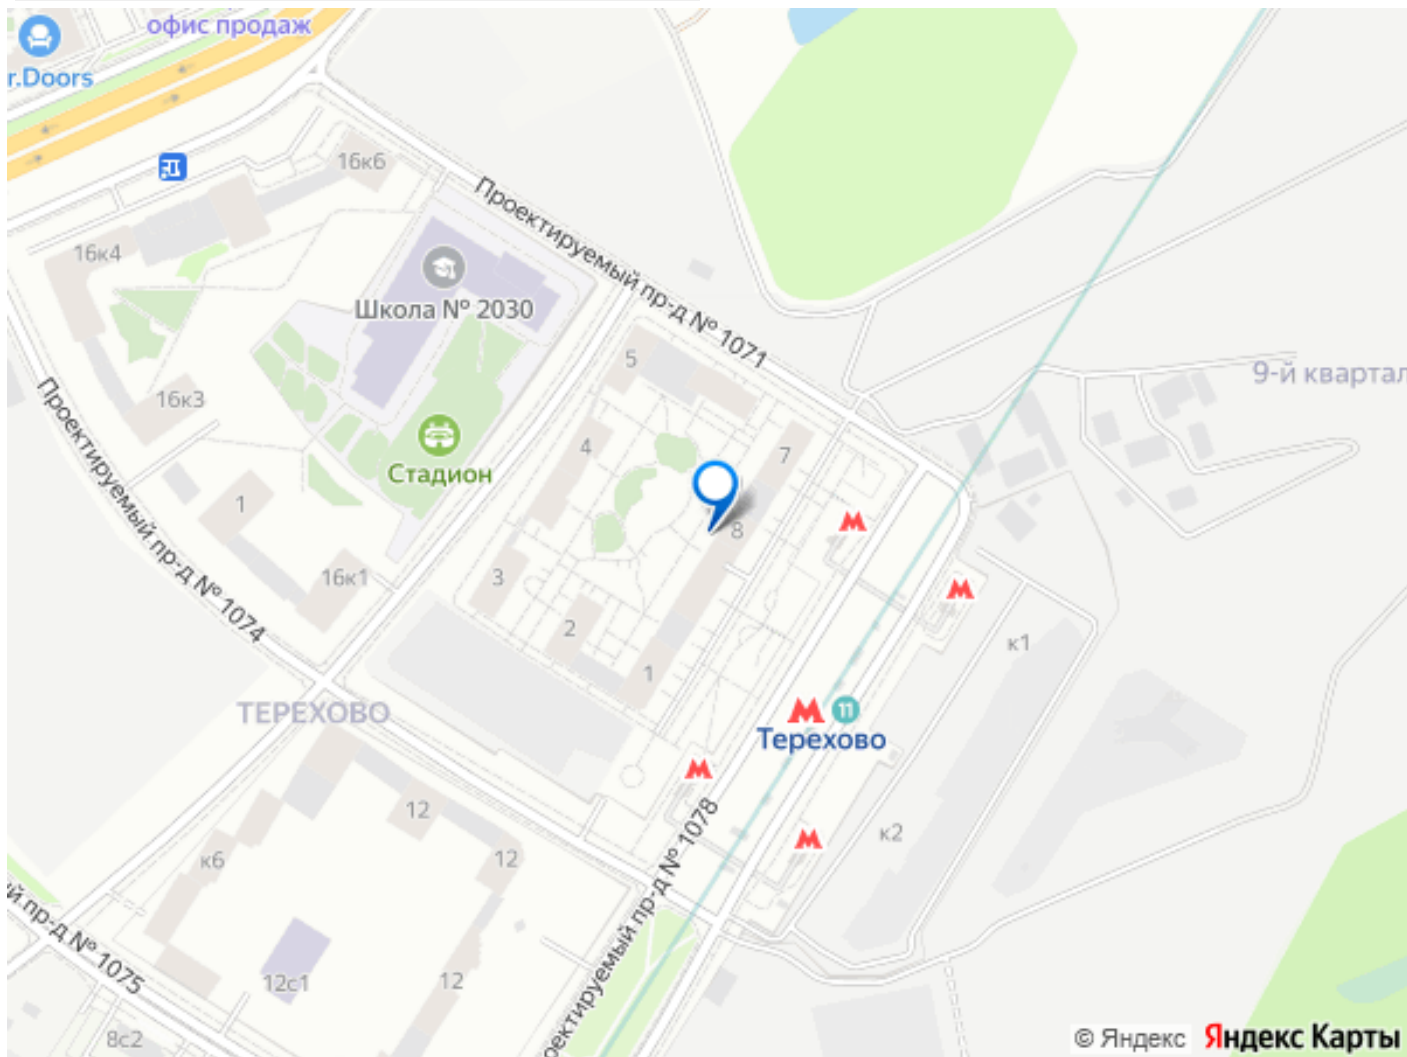 офис продаж
r.Doors
16к6
16к4
Проектируемый пр-д № 1071
Школа № 2030
5
9-й квартал
16к3
Проектируемый пр-д № 1074
4
7
Стадион
1
8
16к1
3
2
к1
1
ТЕРЕХОВО
11
Терехово
12
к2
к6
12
Проектируемый пр-д № 1078
ый пр-д № 1075
12с1
12
8с2
© Яндекс Яндекс Карты